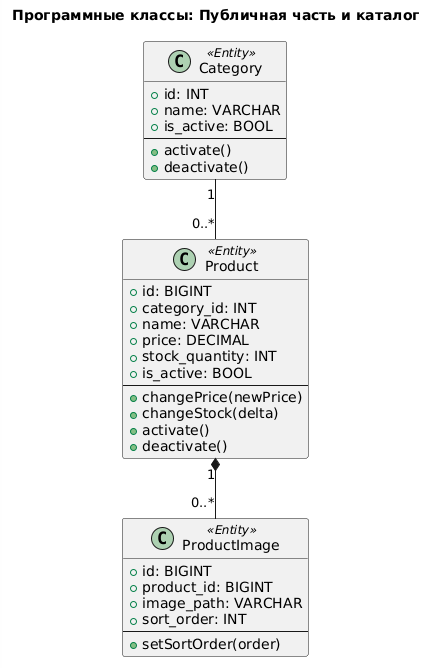 Программные классы: Публичная часть и каталог
«Entity»
C Category
id: INT
name: VARCHAR
is_active: BOOL
activate()
deactivate()
1
0..*
«Entity»
C Product
id: BIGINT
category_id: INT
name: VARCHAR
price: DECIMAL
stock_quantity: INT
is_active: BOOL
changePrice(newPrice)
changeStock(delta)
activate()
deactivate()
1
0..*
«Entity»
C ProductImage
id: BIGINT
product_id: BIGINT
image_path: VARCHAR
sort_order: INT
setSortOrder(order)